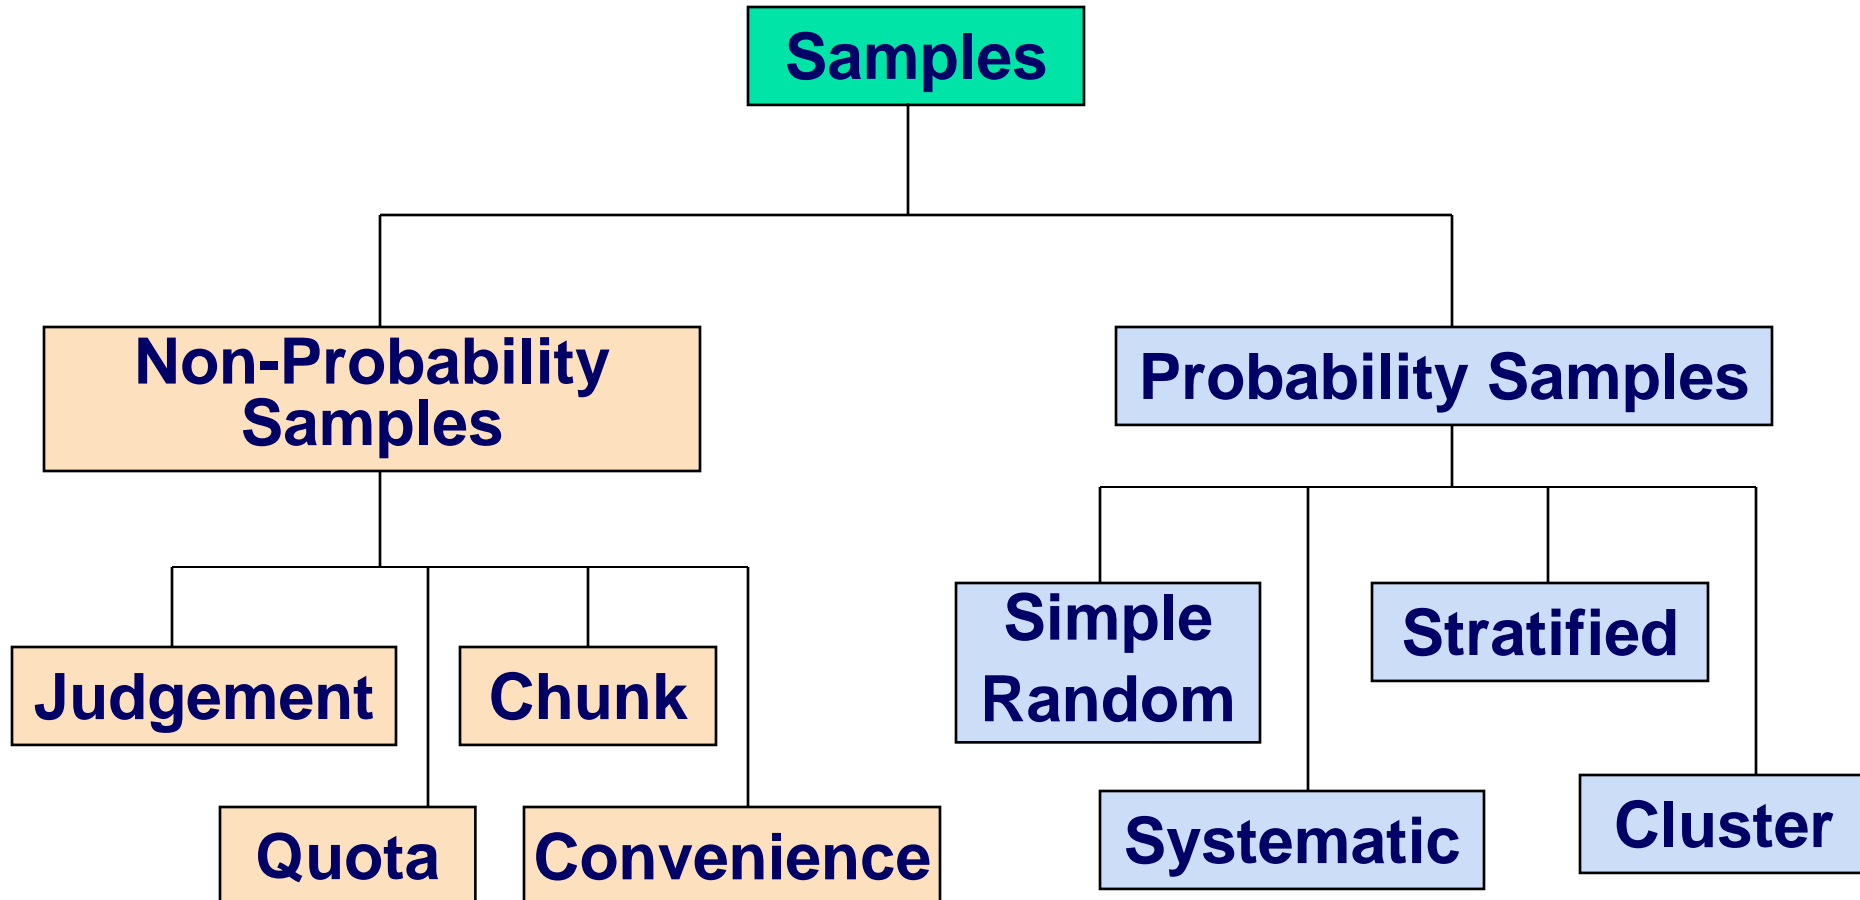 Samples
Non-Probability
Samples
Probability Samples
Judgement
Chunk
Quota
Convenience
Simple
Random
Stratified
Systematic
Cluster